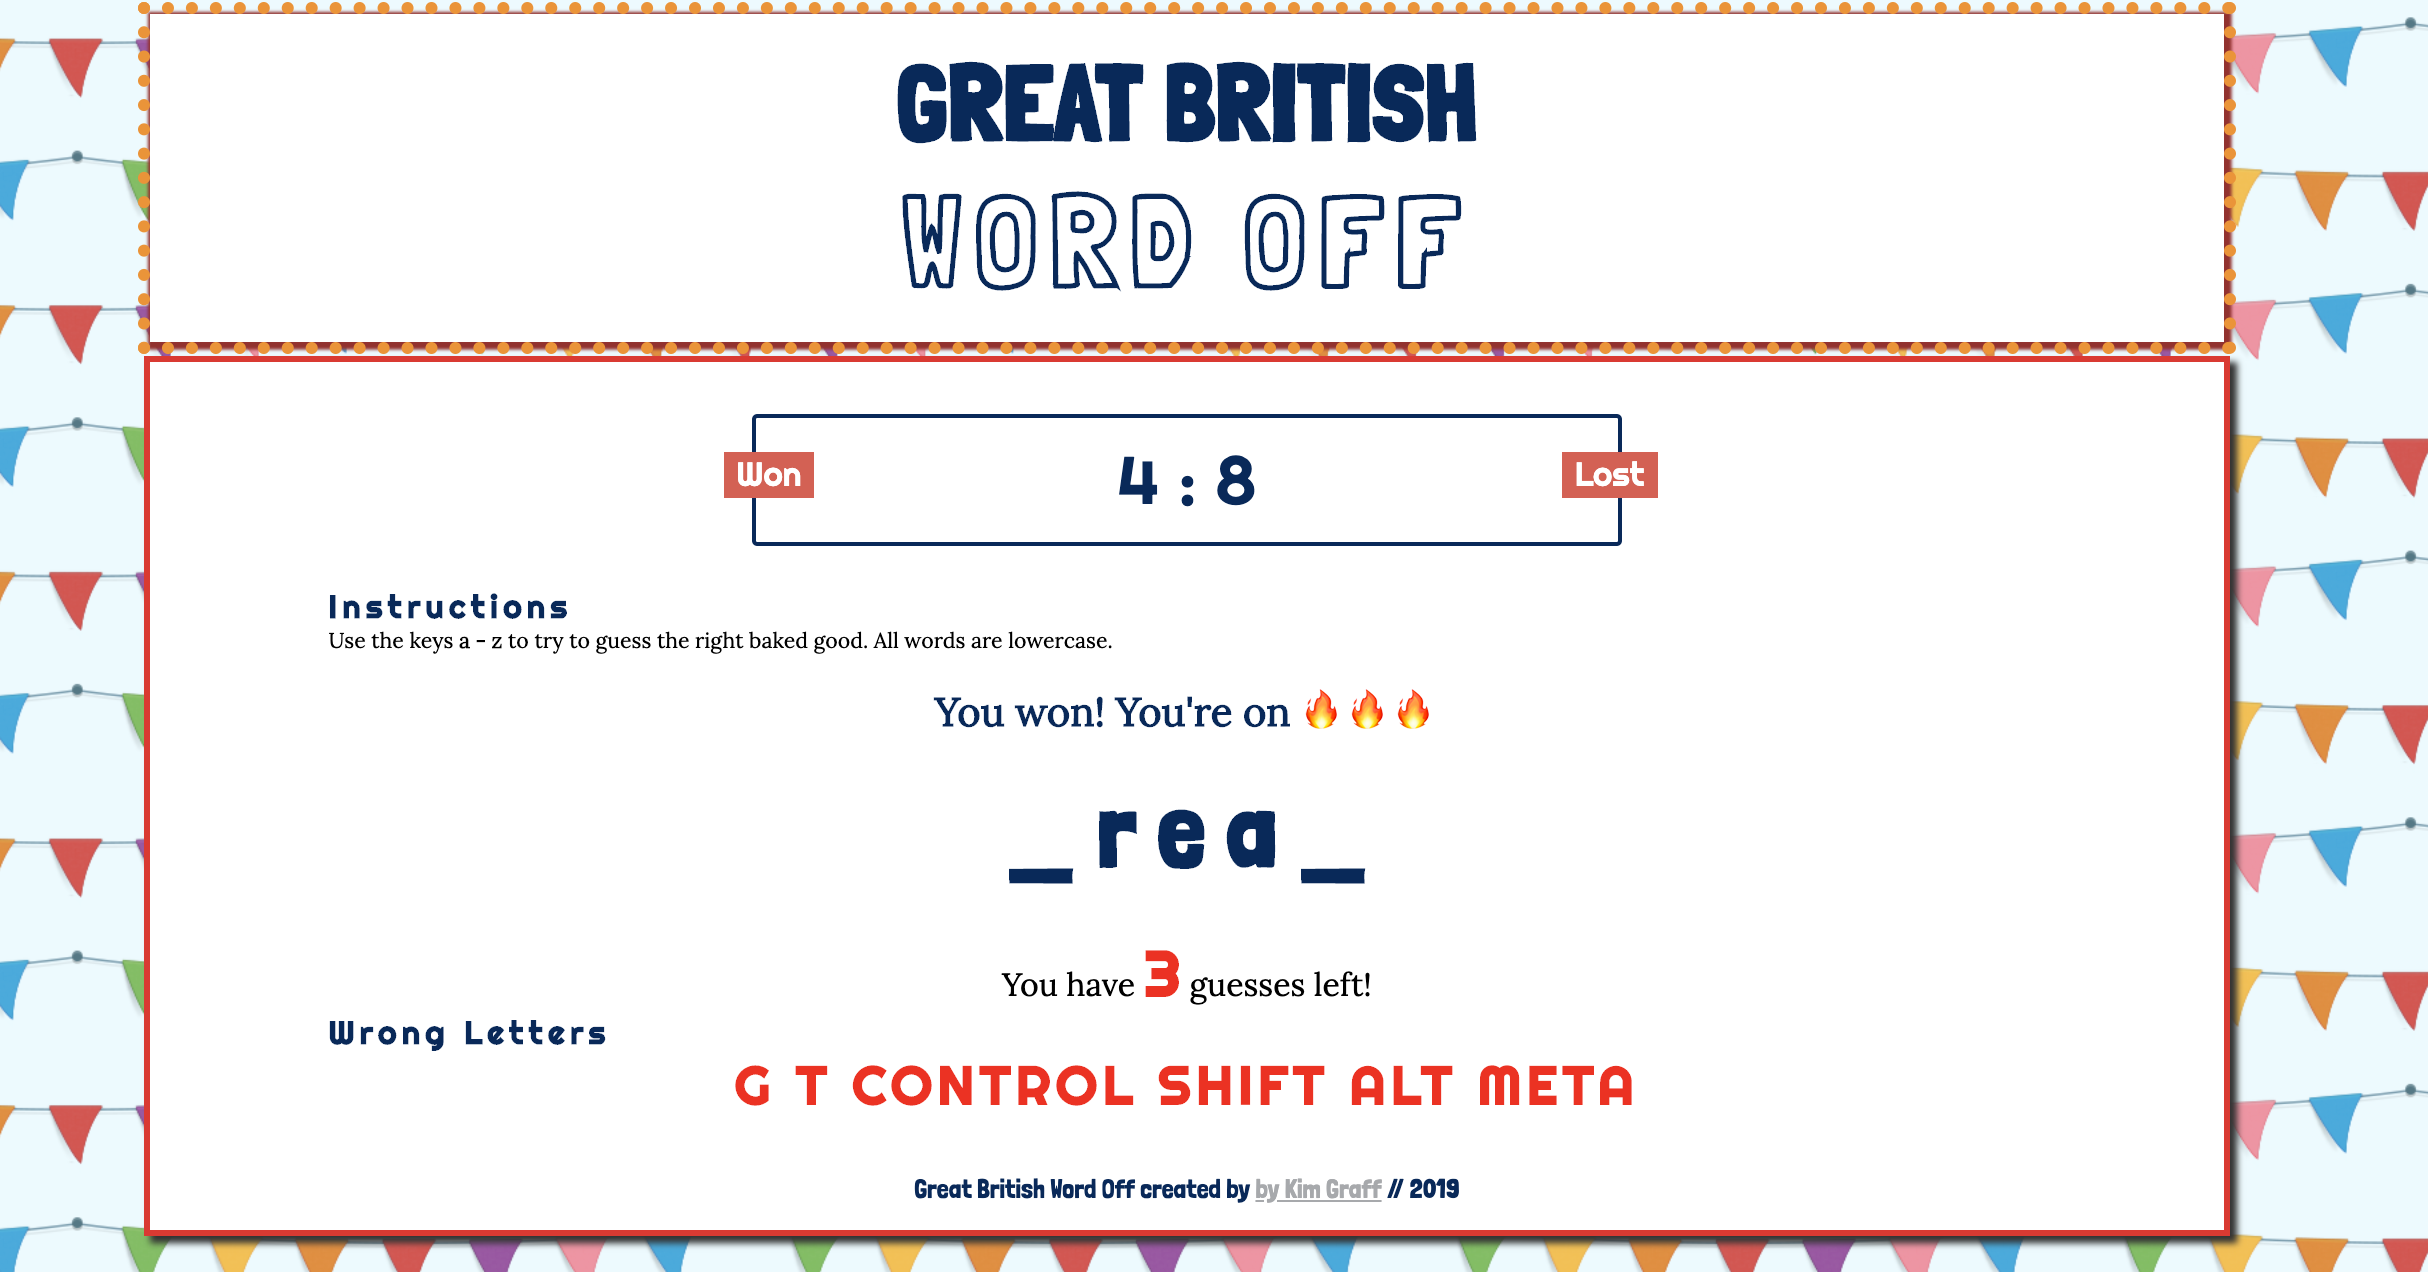 GREAT BRITISH
WORD OFF
Won 4 : 8 Lost
Instructions
Use the keys a - z to try to guess the right baked good. All words are lowercase.
You won! You're on 🔥🔥🔥
_ r e a _
You have 3 guesses left!
Wrong Letters
G T CONTROL SHIFT ALT META
Great British Word Off created by by Kim Graff // 2019